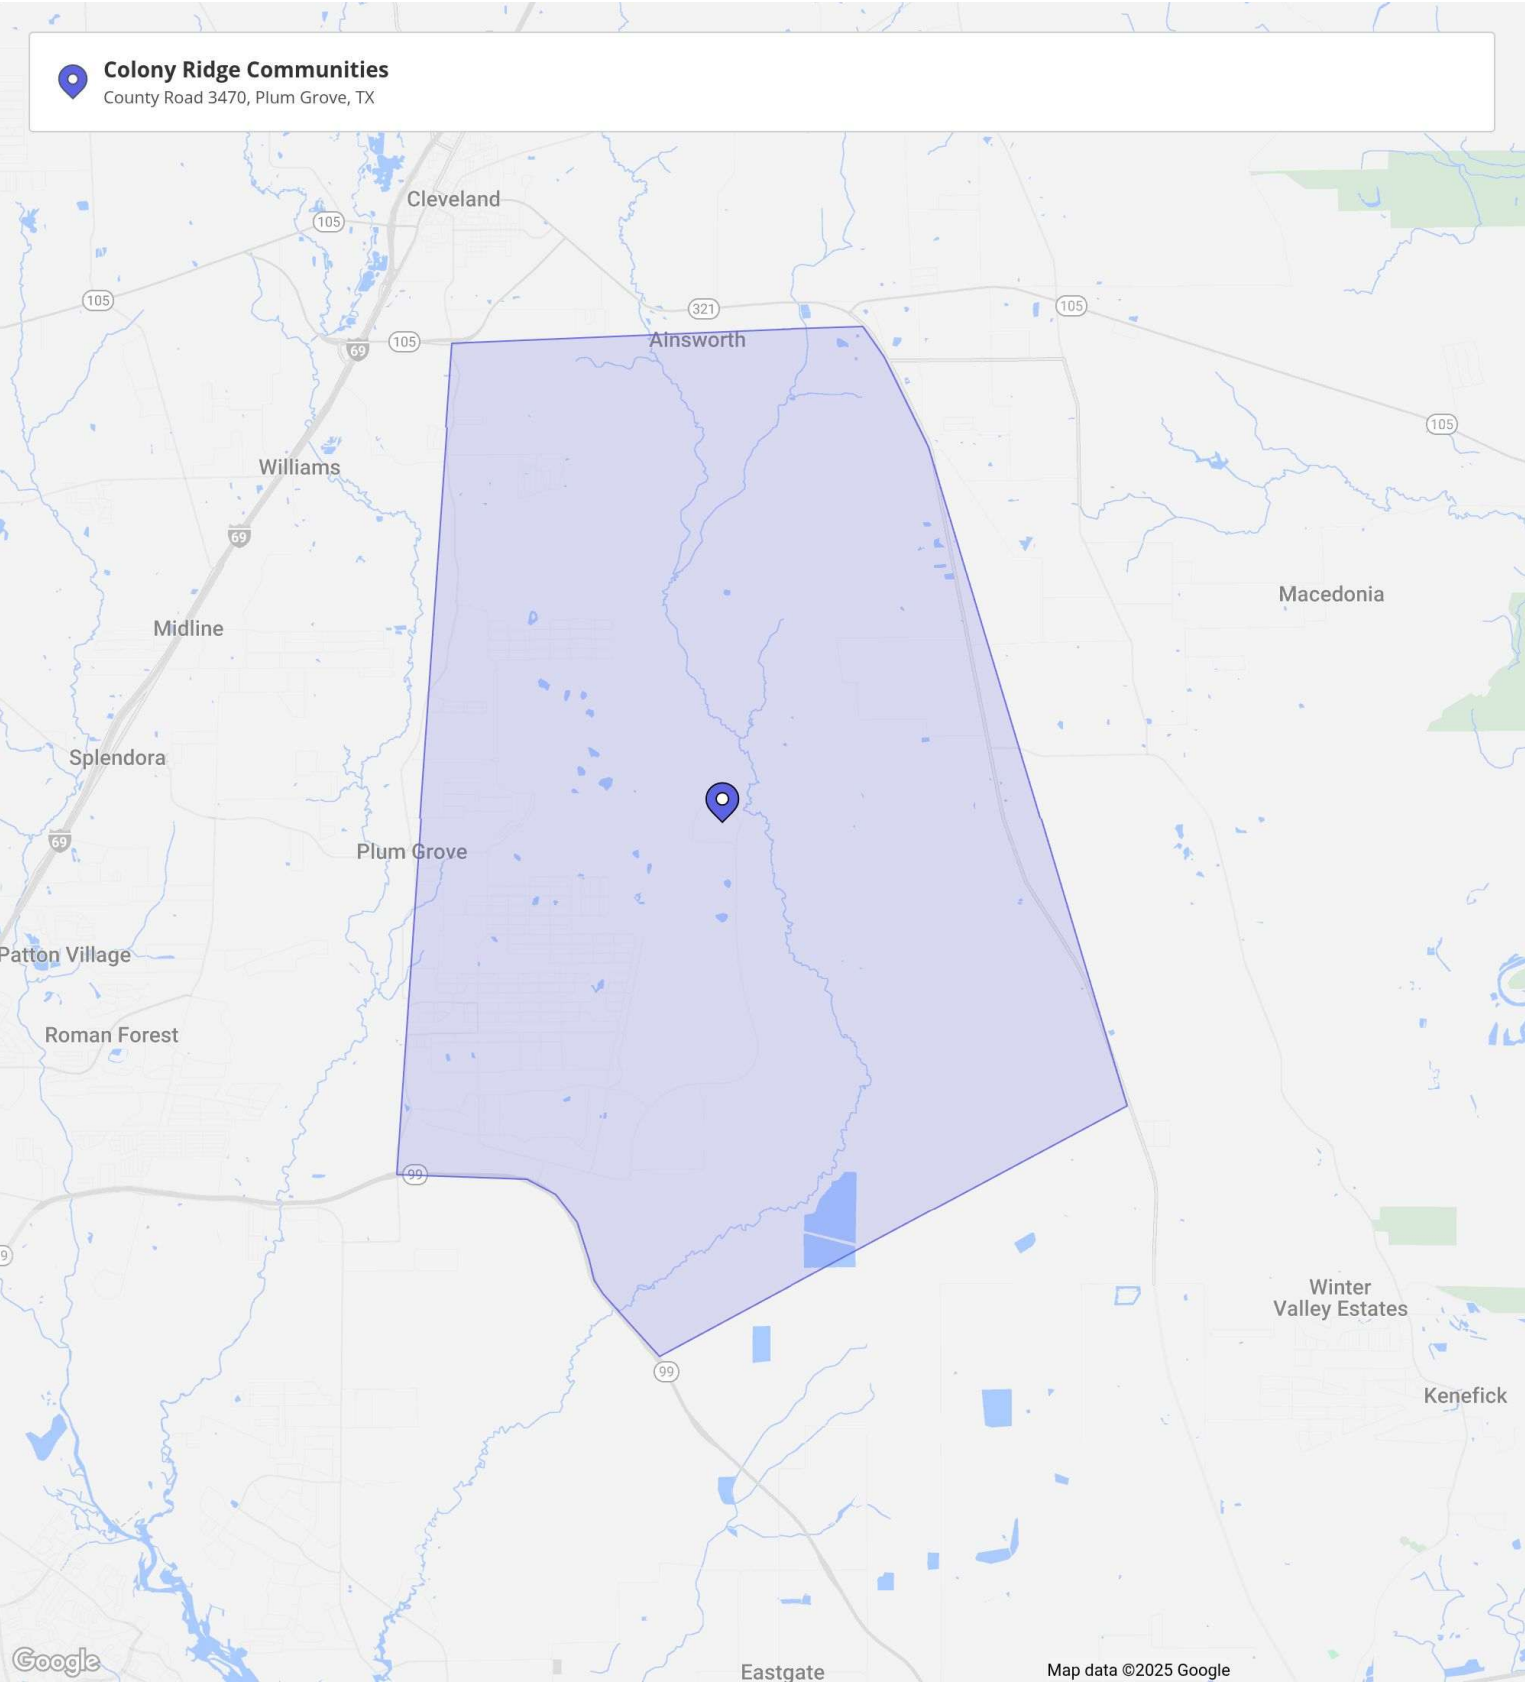 Colony Ridge Communities
County Road 3470, Plum Grove, TX
Cleveland
105
105
321
105
105
Ainsworth
69
105
Williams
69
Macedonia
Midline
Splendora
69
Plum Grove
Patton Village
Roman Forest
99
9
Winter
Valley Estates
99
Kenefick
Google
Eastgate
Map data ©2025 Google